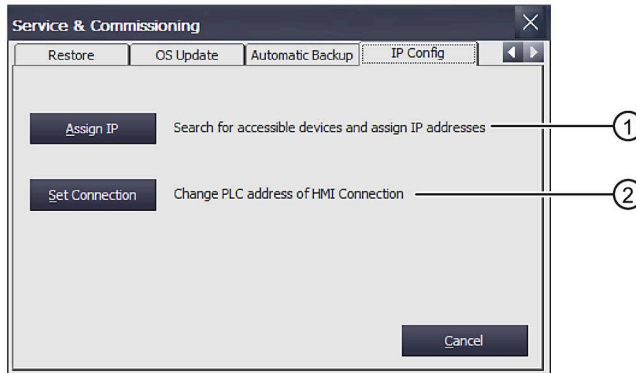 Service & Commissioning
Restore OS Update Automatic Backup IP Config
Assign IP Search for accessible devices and assign IP addresses 1
Set Connection Change PLC address of HMI Connection 2
Cancel